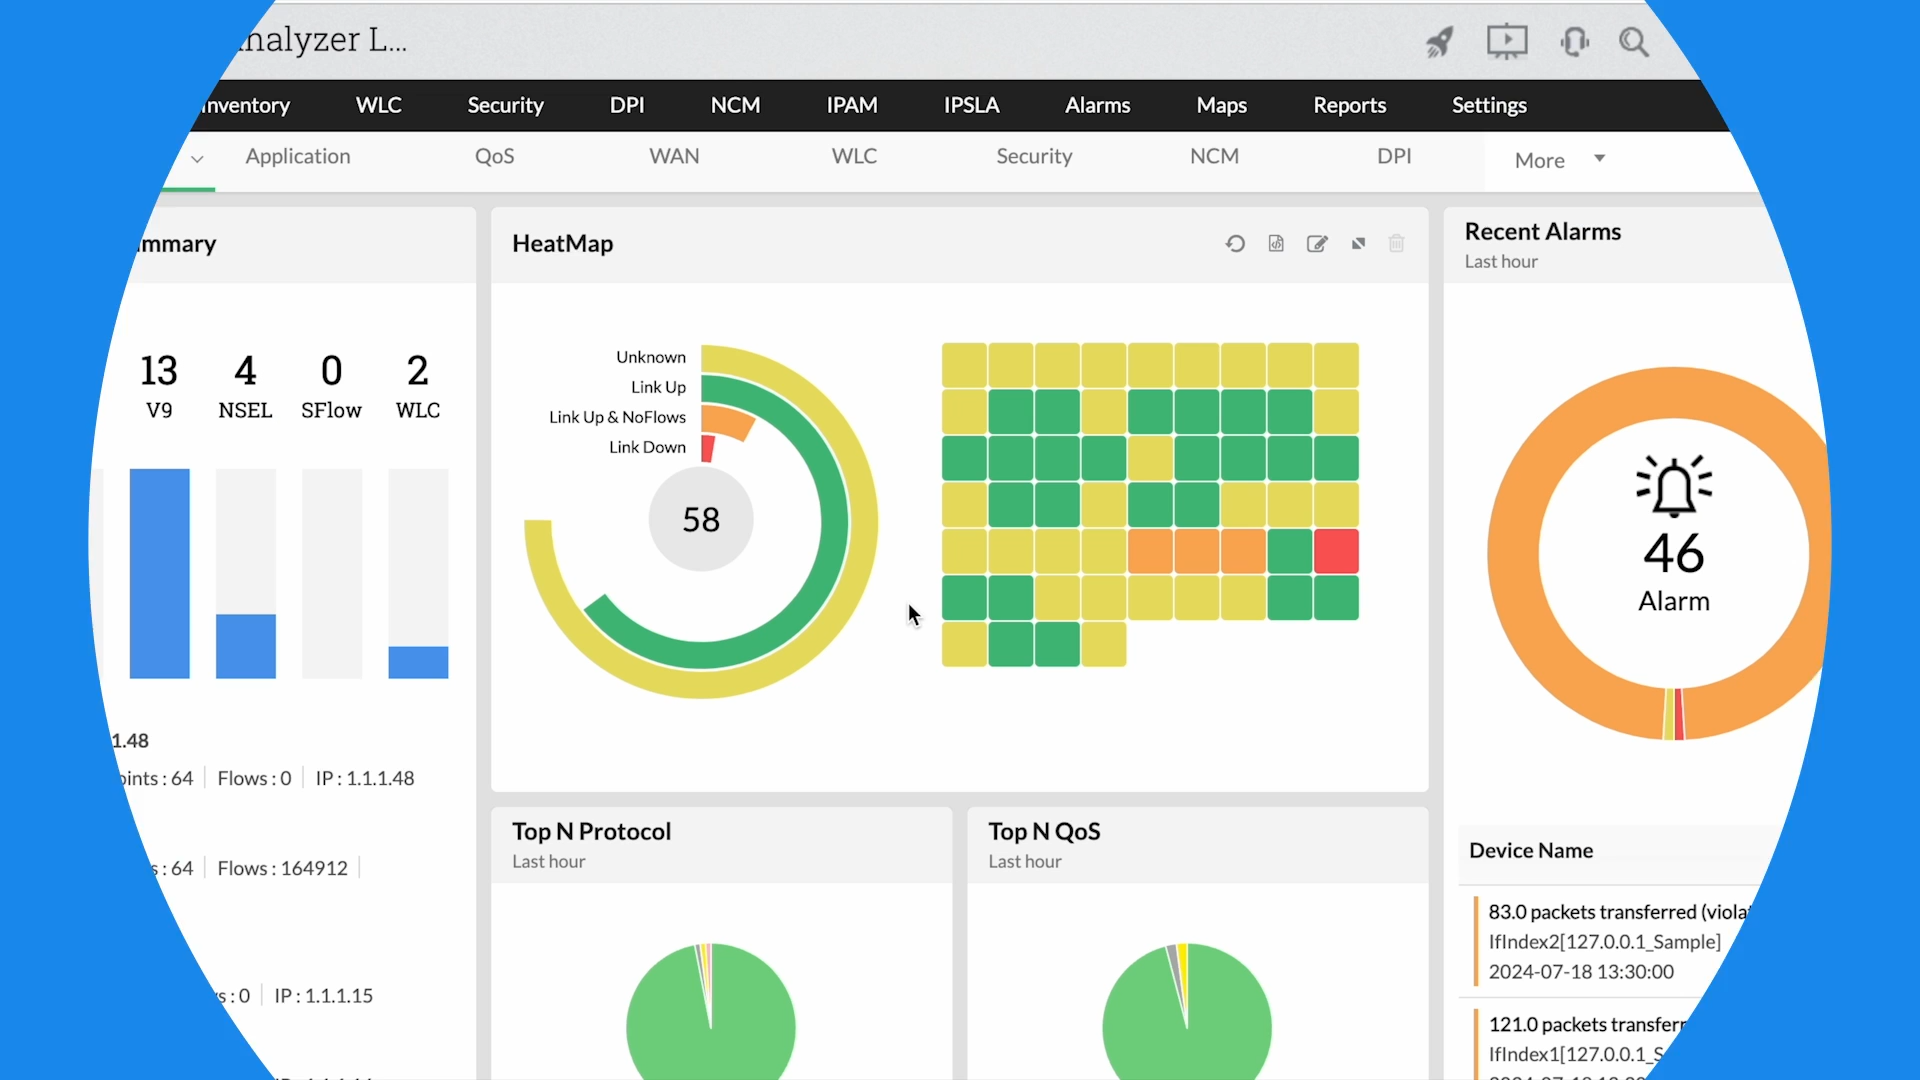 nalyzer L...
Inventory WLC Security DPI NCM IPAM IPSLA Alarms Maps Reports Settings
Application QoS WAN WLC Security NCM DPI More
mmary
13 4 0 2
V9 NSEL SFlow WLC
1.48
oints : 64 Flows : 0 IP : 1.1.1.48
s : 64 Flows : 164912
s : 0 IP : 1.1.1.15
HeatMap
Unknown
Link Up
Link Up & NoFlows
Link Down
58
Recent Alarms
Last hour
46
Alarm
Top N Protocol
Last hour
Top N QoS
Last hour
Device Name
83.0 packets transferred (viola
IfIndex2[127.0.0.1_Sample]
2024-07-18 13:30:00
121.0 packets transferr
IfIndex1[127.0.0.1_S